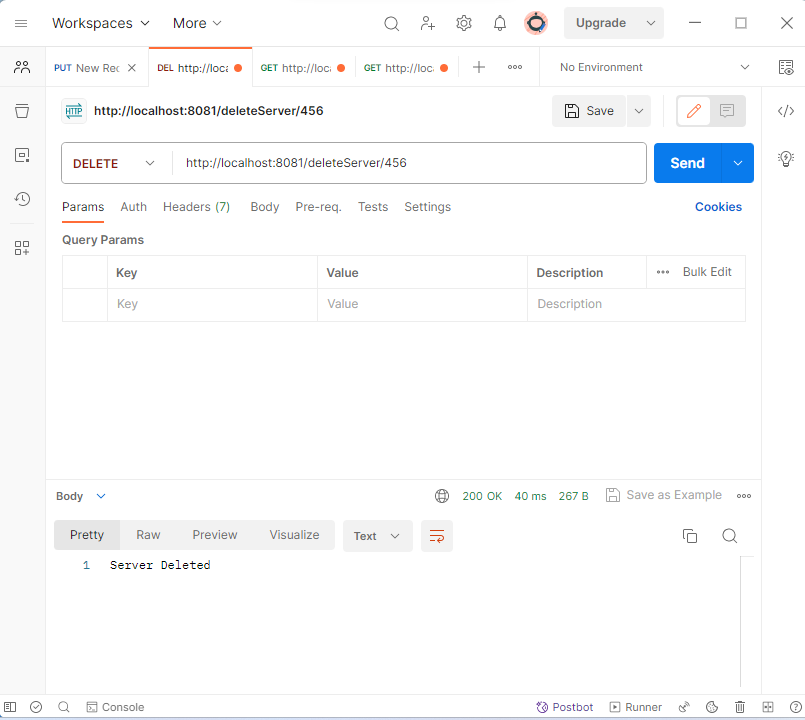 Workspaces More Upgrade
PUT New Rec DEL http://loca GET http://loc GET http://loc No Environment
HTTP http://localhost:8081/deleteServer/456 Save
DELETE http://localhost:8081/deleteServer/456 Send
Params Auth Headers (7) Body Pre-req. Tests Settings Cookies
Query Params
Key Value Description Bulk Edit
Key Value Description
Body 200 OK 40 ms 267 B Save as Example
Pretty Raw Preview Visualize Text
1 Server Deleted
Console Postbot Runner